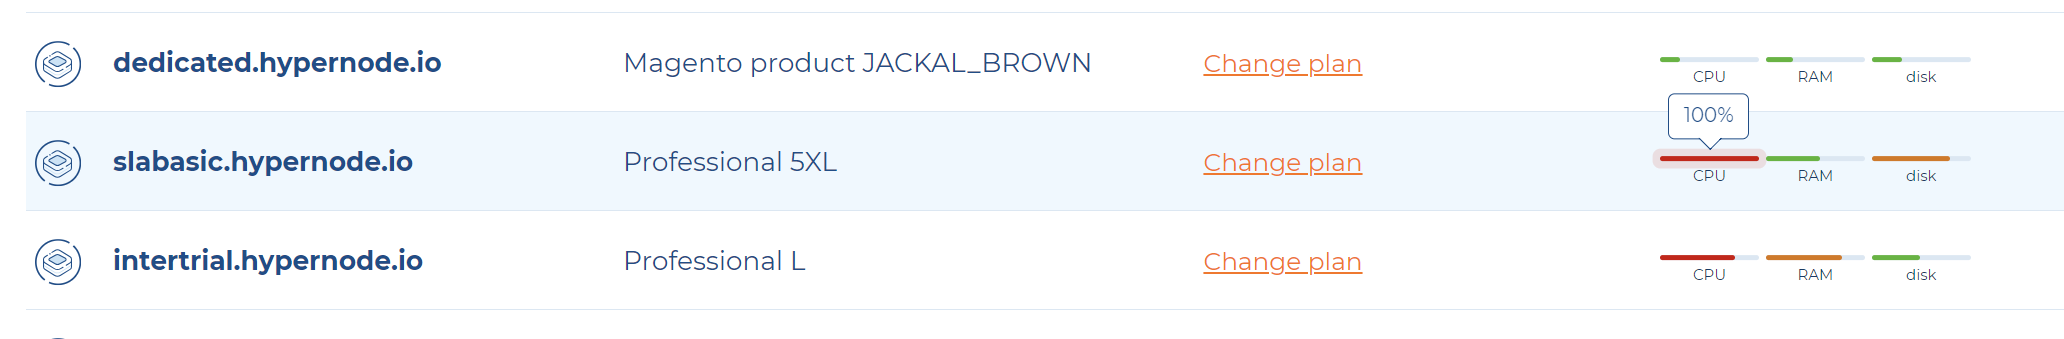 dedicated.hypernode.io Magento product JACKAL_BROWN Change plan CPU RAM disk
100%
slabasic.hypernode.io Professional 5XL Change plan CPU RAM disk
intertrial.hypernode.io Professional L Change plan CPU RAM disk